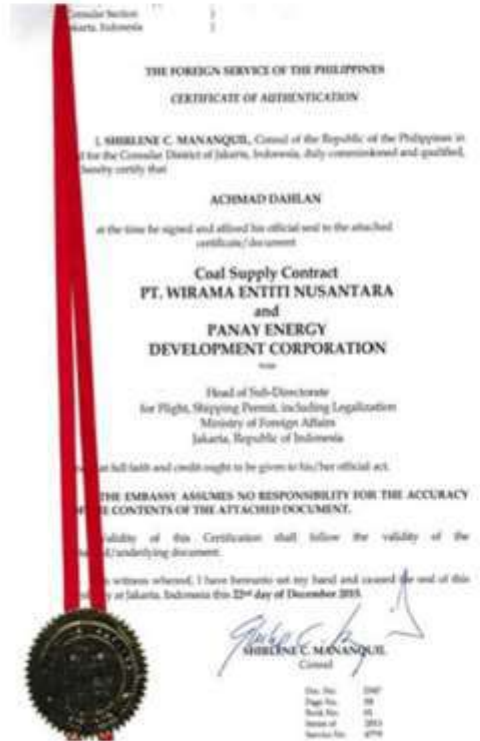 Consular Section )
Jakarta, Indonesia )
THE FOREIGN SERVICE OF THE PHILIPPINES
CERTIFICATE OF AUTHENTICATION
I, SHIRLENE C. MANANQUIL, Consul of the Republic of the Philippines in
for the Consular District of Jakarta, Indonesia, duly commissioned and qualified,
hereby certify that
ACHMAD DAHLAN
at the time he signed and affixed his official seal to the attached
certificate/document
Coal Supply Contract
PT. WIRAMA ENTITI NUSANTARA
and
PANAY ENERGY
DEVELOPMENT CORPORATION
was
Head of Sub-Directorate
for Flight, Shipping Permit, including Legalization
Ministry of Foreign Affairs
Jakarta, Republic of Indonesia
full faith and credit ought to be given to his/her official act.
THE EMBASSY ASSUMES NO RESPONSIBILITY FOR THE ACCURACY
CONTENTS OF THE ATTACHED DOCUMENT.
Validity of this Certification shall follow the validity of the
/underlying document.
witness whereof, I have hereunto set my hand and caused the seal of this
at Jakarta, Indonesia this 22nd day of December 2015.
SHIRLENE C. MANANQUIL
Consul
Doc. No.
Page No.
Book No.
Series of
Service No.